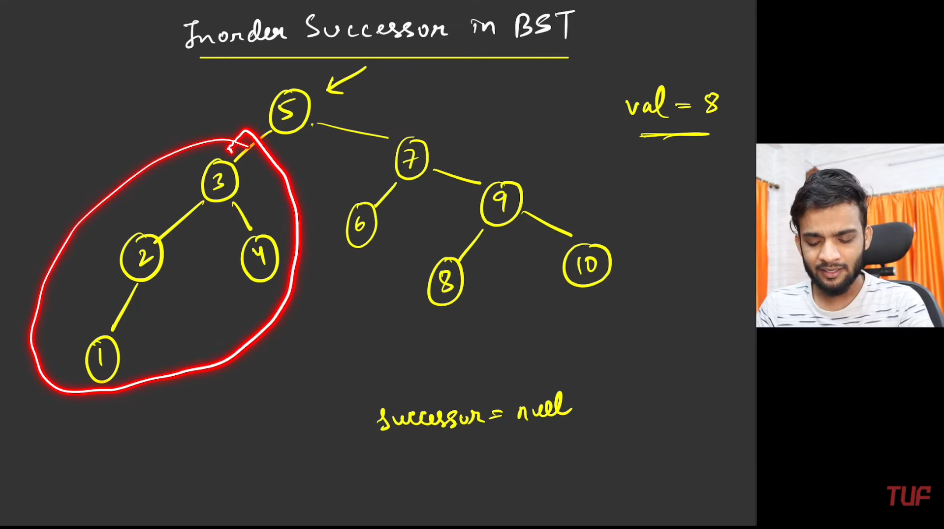 Inorder Successor in BST
5
val = 8
7
3
9
6
2
4
8
10
1
successor = null
TUF